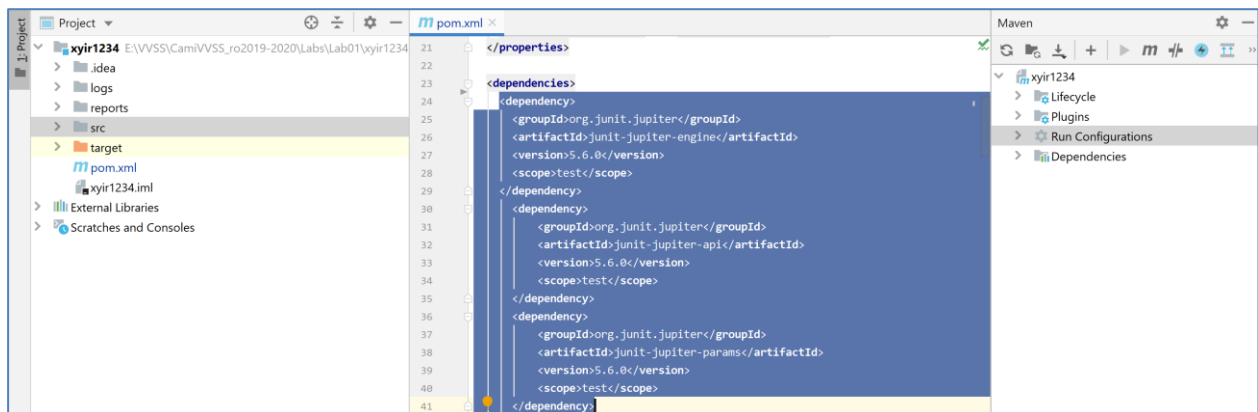 1: Project
Project
xyir1234 E:\VVSS\CamiVVSS_ro2019-2020\Labs\Lab01\xyir1234
.idea
logs
reports
src
target
pom.xml
xyir1234.iml
External Libraries
Scratches and Consoles
pom.xml
21 </properties>
22
23 <dependencies>
24 <dependency>
25 <groupId>org.junit.jupiter</groupId>
26 <artifactId>junit-jupiter-engine</artifactId>
27 <version>5.6.0</version>
28 <scope>test</scope>
29 </dependency>
30 <dependency>
31 <groupId>org.junit.jupiter</groupId>
32 <artifactId>junit-jupiter-api</artifactId>
33 <version>5.6.0</version>
34 <scope>test</scope>
35 </dependency>
36 <dependency>
37 <groupId>org.junit.jupiter</groupId>
38 <artifactId>junit-jupiter-params</artifactId>
39 <version>5.6.0</version>
40 <scope>test</scope>
41 </dependency>
Maven
m
xyir1234
Lifecycle
Plugins
Run Configurations
Dependencies